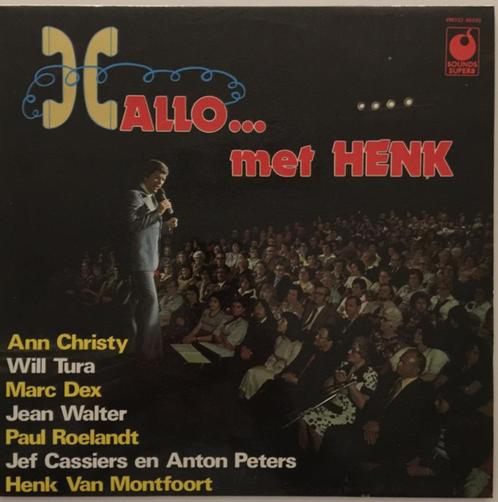 HALLO...
met HENK
SOUNDS
SUPERB
Ann Christy
Will Tura
Marc Dex
Jean Walter
Paul Roelandt
Jef Cassiers en Anton Peters
Henk Van Montfoort